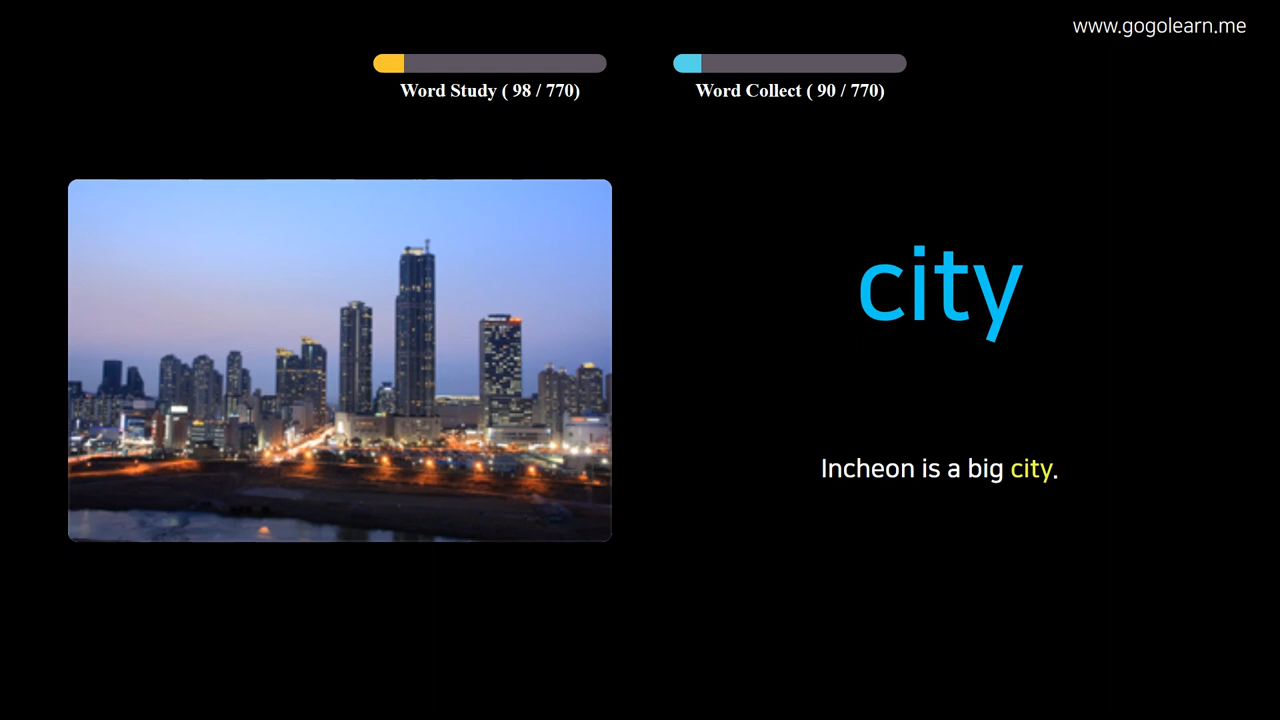 www.gogolearn.me
Word Study ( 98 / 770)
Word Collect ( 90 / 770)
city
Incheon is a big city.